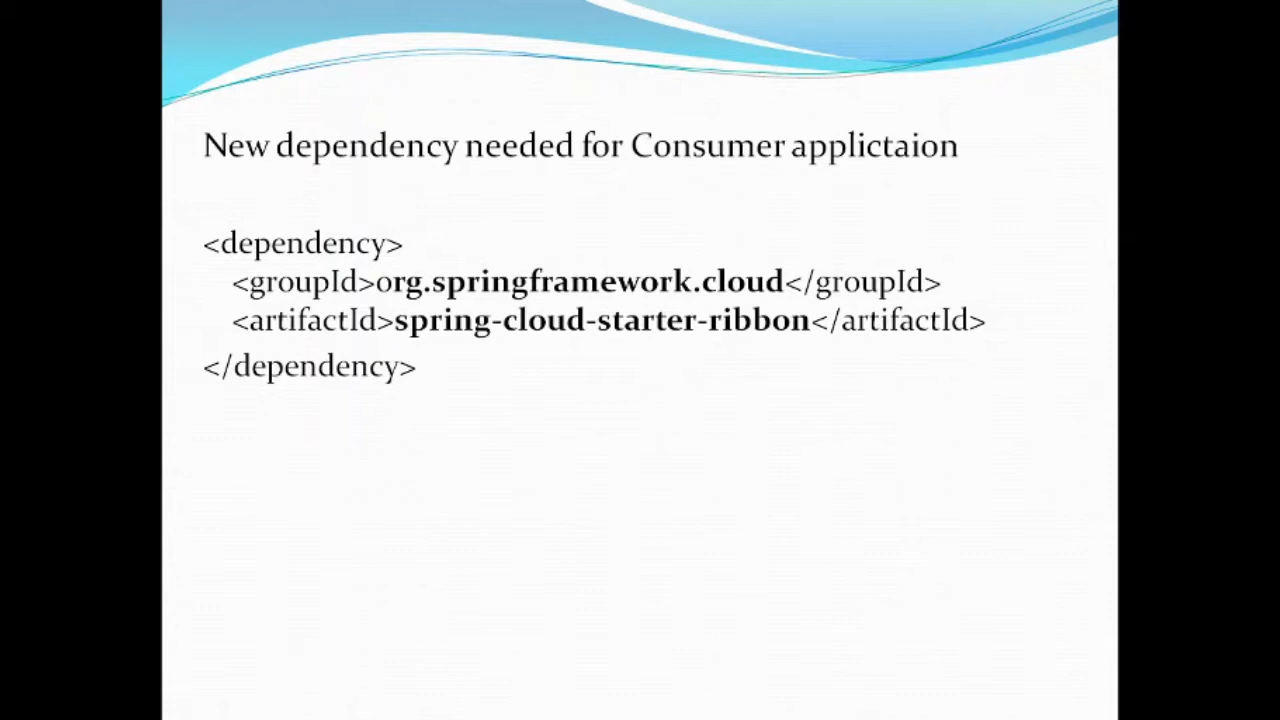 New dependency needed for Consumer applictaion
<dependency>
<groupId>org.springframework.cloud</groupId>
<artifactId>spring-cloud-starter-ribbon</artifactId>
</dependency>